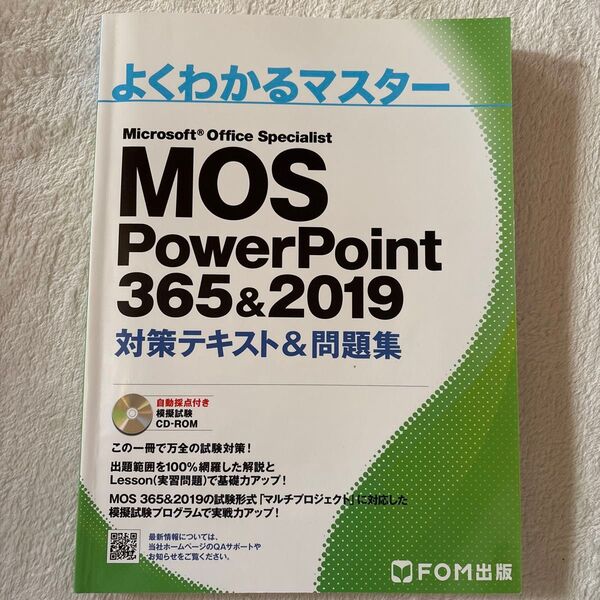 よくわかるマスター
Microsoft® Office Specialist
MOS
PowerPoint
365&2019
対策テキスト&問題集
自動採点付き
模擬試験
CD-ROM
この一冊で万全の試験対策！
出題範囲を100%網羅した解説と
Lesson(実習問題)で基礎力アップ！
MOS 365&2019の試験形式「マルチプロジェクト」に対応した
模擬試験プログラムで実戦力アップ！
最新情報については、
当社ホームページのQAサポートや
お知らせをご覧ください。
FOM出版